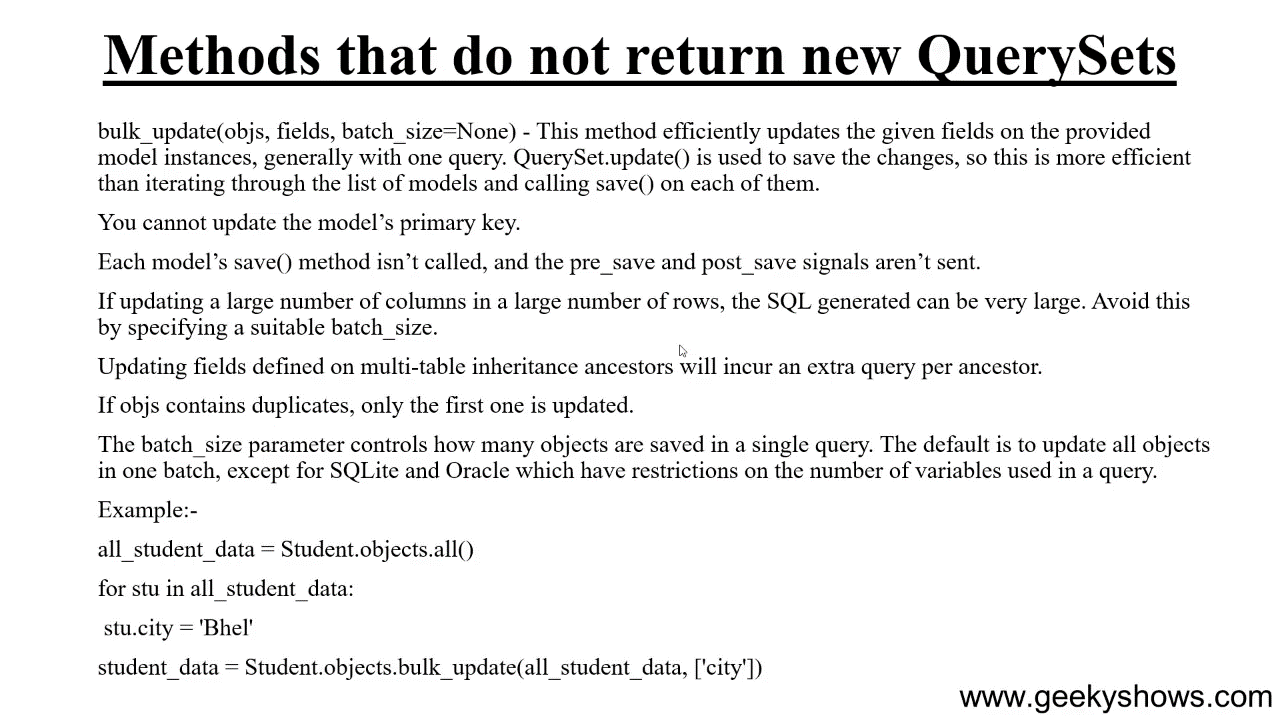 Methods that do not return new QuerySets
bulk_update(objs, fields, batch_size=None) - This method efficiently updates the given fields on the provided
model instances, generally with one query. QuerySet.update() is used to save the changes, so this is more efficient
than iterating through the list of models and calling save() on each of them.
You cannot update the model’s primary key.
Each model’s save() method isn’t called, and the pre_save and post_save signals aren’t sent.
If updating a large number of columns in a large number of rows, the SQL generated can be very large. Avoid this
by specifying a suitable batch_size.
Updating fields defined on multi-table inheritance ancestors will incur an extra query per ancestor.
If objs contains duplicates, only the first one is updated.
The batch_size parameter controls how many objects are saved in a single query. The default is to update all objects
in one batch, except for SQLite and Oracle which have restrictions on the number of variables used in a query.
Example:-
all_student_data = Student.objects.all()
for stu in all_student_data:
stu.city = 'Bhel'
student_data = Student.objects.bulk_update(all_student_data, ['city'])
www.geekyshows.com